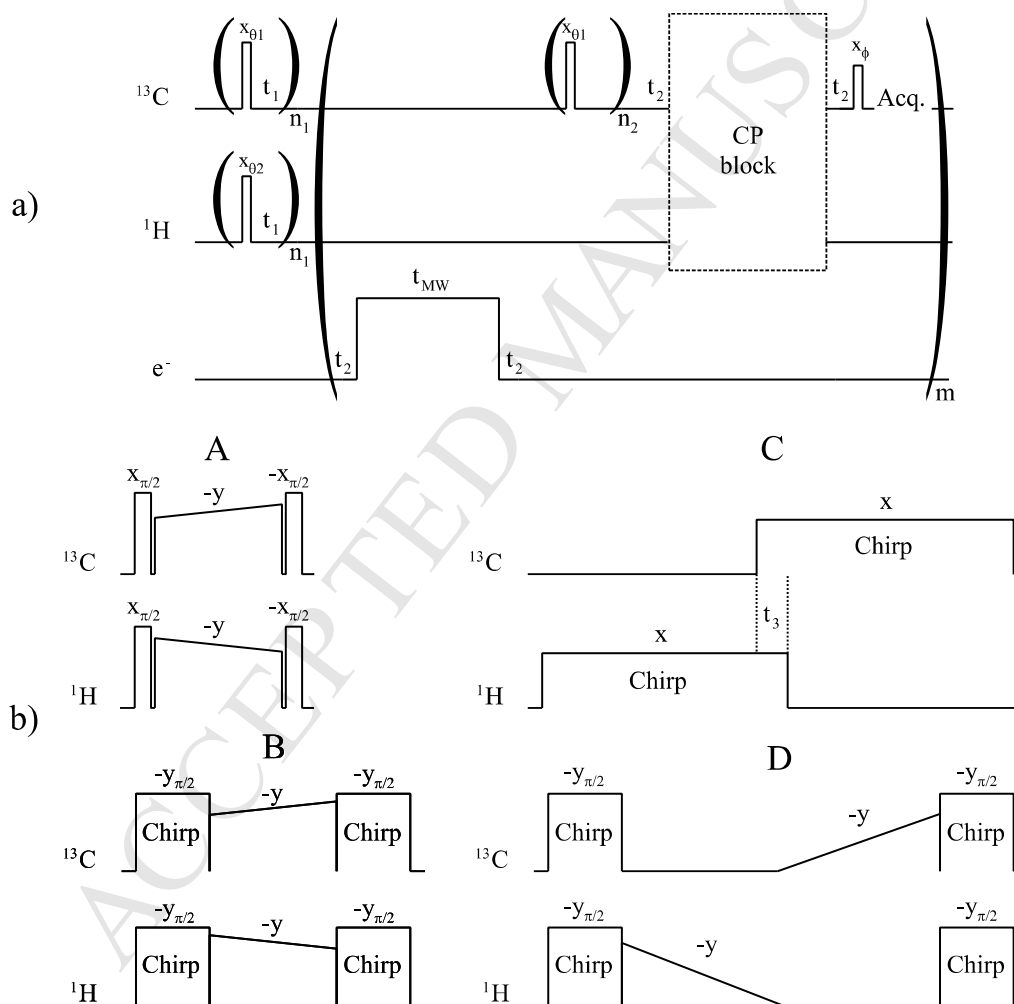 x_θ1 x_θ1 x_ϕ
¹³C t₁ n₁ n₂ t₂ t₂ Acq.
CP
block
x_θ2
a)
¹H t₁ n₁
t_MW
e⁻ t₂ t₂ m
A C
x_π/2 -y -x_π/2
x
¹³C Chirp
t₃
x_π/2 -y -x_π/2
x
¹H Chirp
b)
B D
-y_π/2 -y -y_π/2
-y_π/2 -y -y_π/2
¹³C Chirp Chirp
¹³C Chirp Chirp
-y_π/2 -y -y_π/2
-y_π/2 -y -y_π/2
¹H Chirp Chirp
¹H Chirp Chirp
ACCEPTED MANUSC